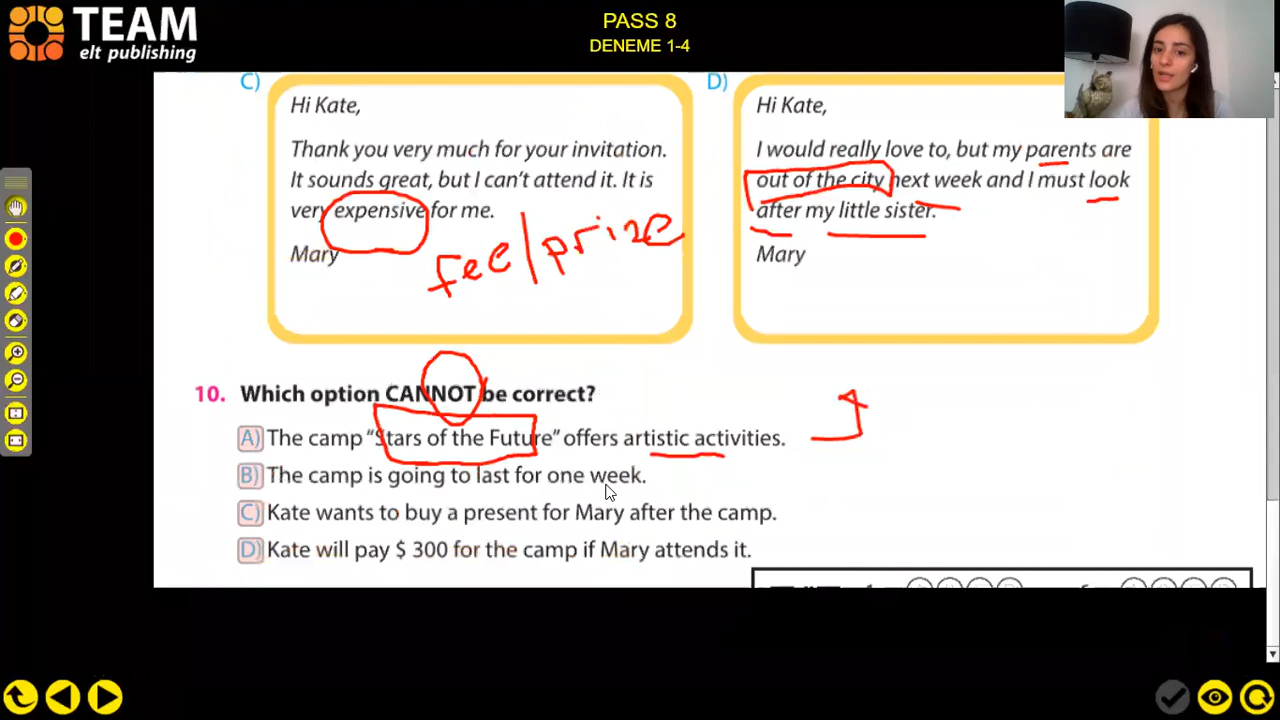 TEAM
elt publishing
PASS 8
DENEME 1-4
C)
Hi Kate,
Thank you very much for your invitation.
It sounds great, but I can't attend it. It is
very expensive for me.
Mary
fee/prize
D)
Hi Kate,
I would really love to, but my parents are
out of the city next week and I must look
after my little sister.
Mary
10. Which option CANNOT be correct?
A) The camp "Stars of the Future" offers artistic activities.
B) The camp is going to last for one week.
C) Kate wants to buy a present for Mary after the camp.
D) Kate will pay $ 300 for the camp if Mary attends it.